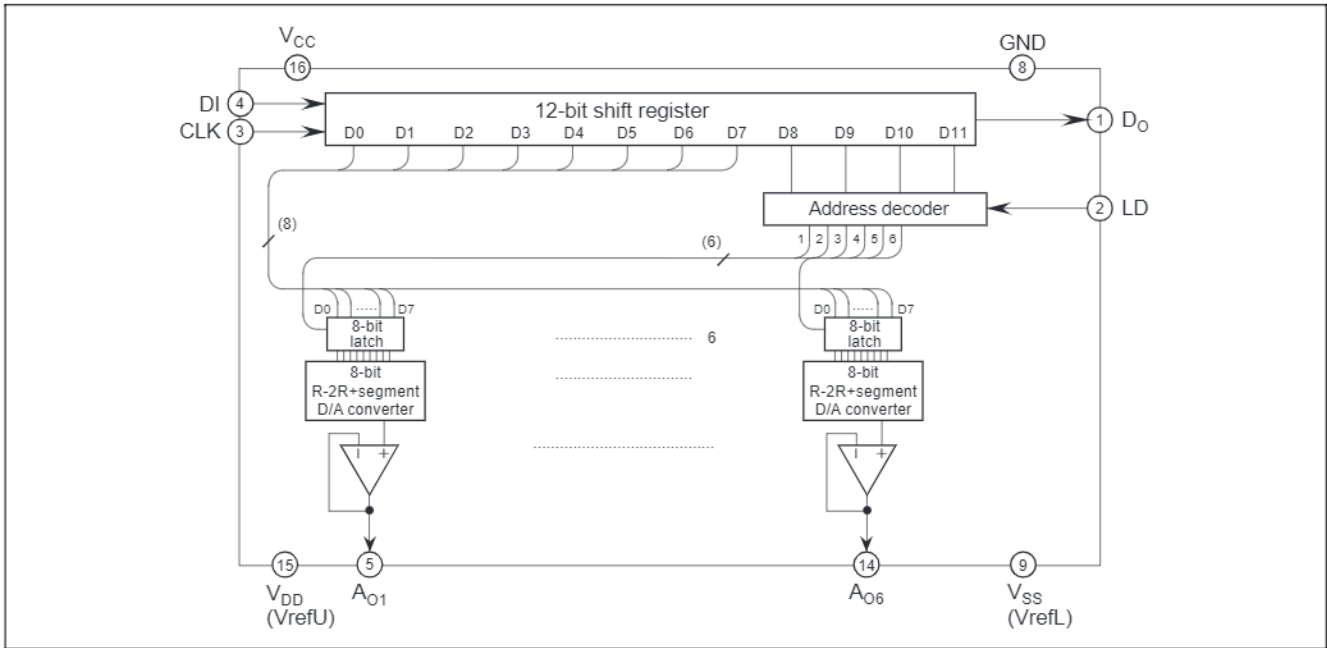 VCC
GND
16
8
DI 4
12-bit shift register
CLK 3
D0 D1 D2 D3 D4 D5 D6 D7 D8 D9 D10 D11
1 DO
Address decoder
2 LD
(8)
(6)
1 2 3 4 5 6
D0 ..... D7
D0 ..... D7
8-bit
latch
8-bit
latch
6
8-bit
R-2R+segment
D/A converter
8-bit
R-2R+segment
D/A converter
− +
− +
15
5
14
9
VDD
(VrefU)
AO1
AO6
VSS
(VrefL)